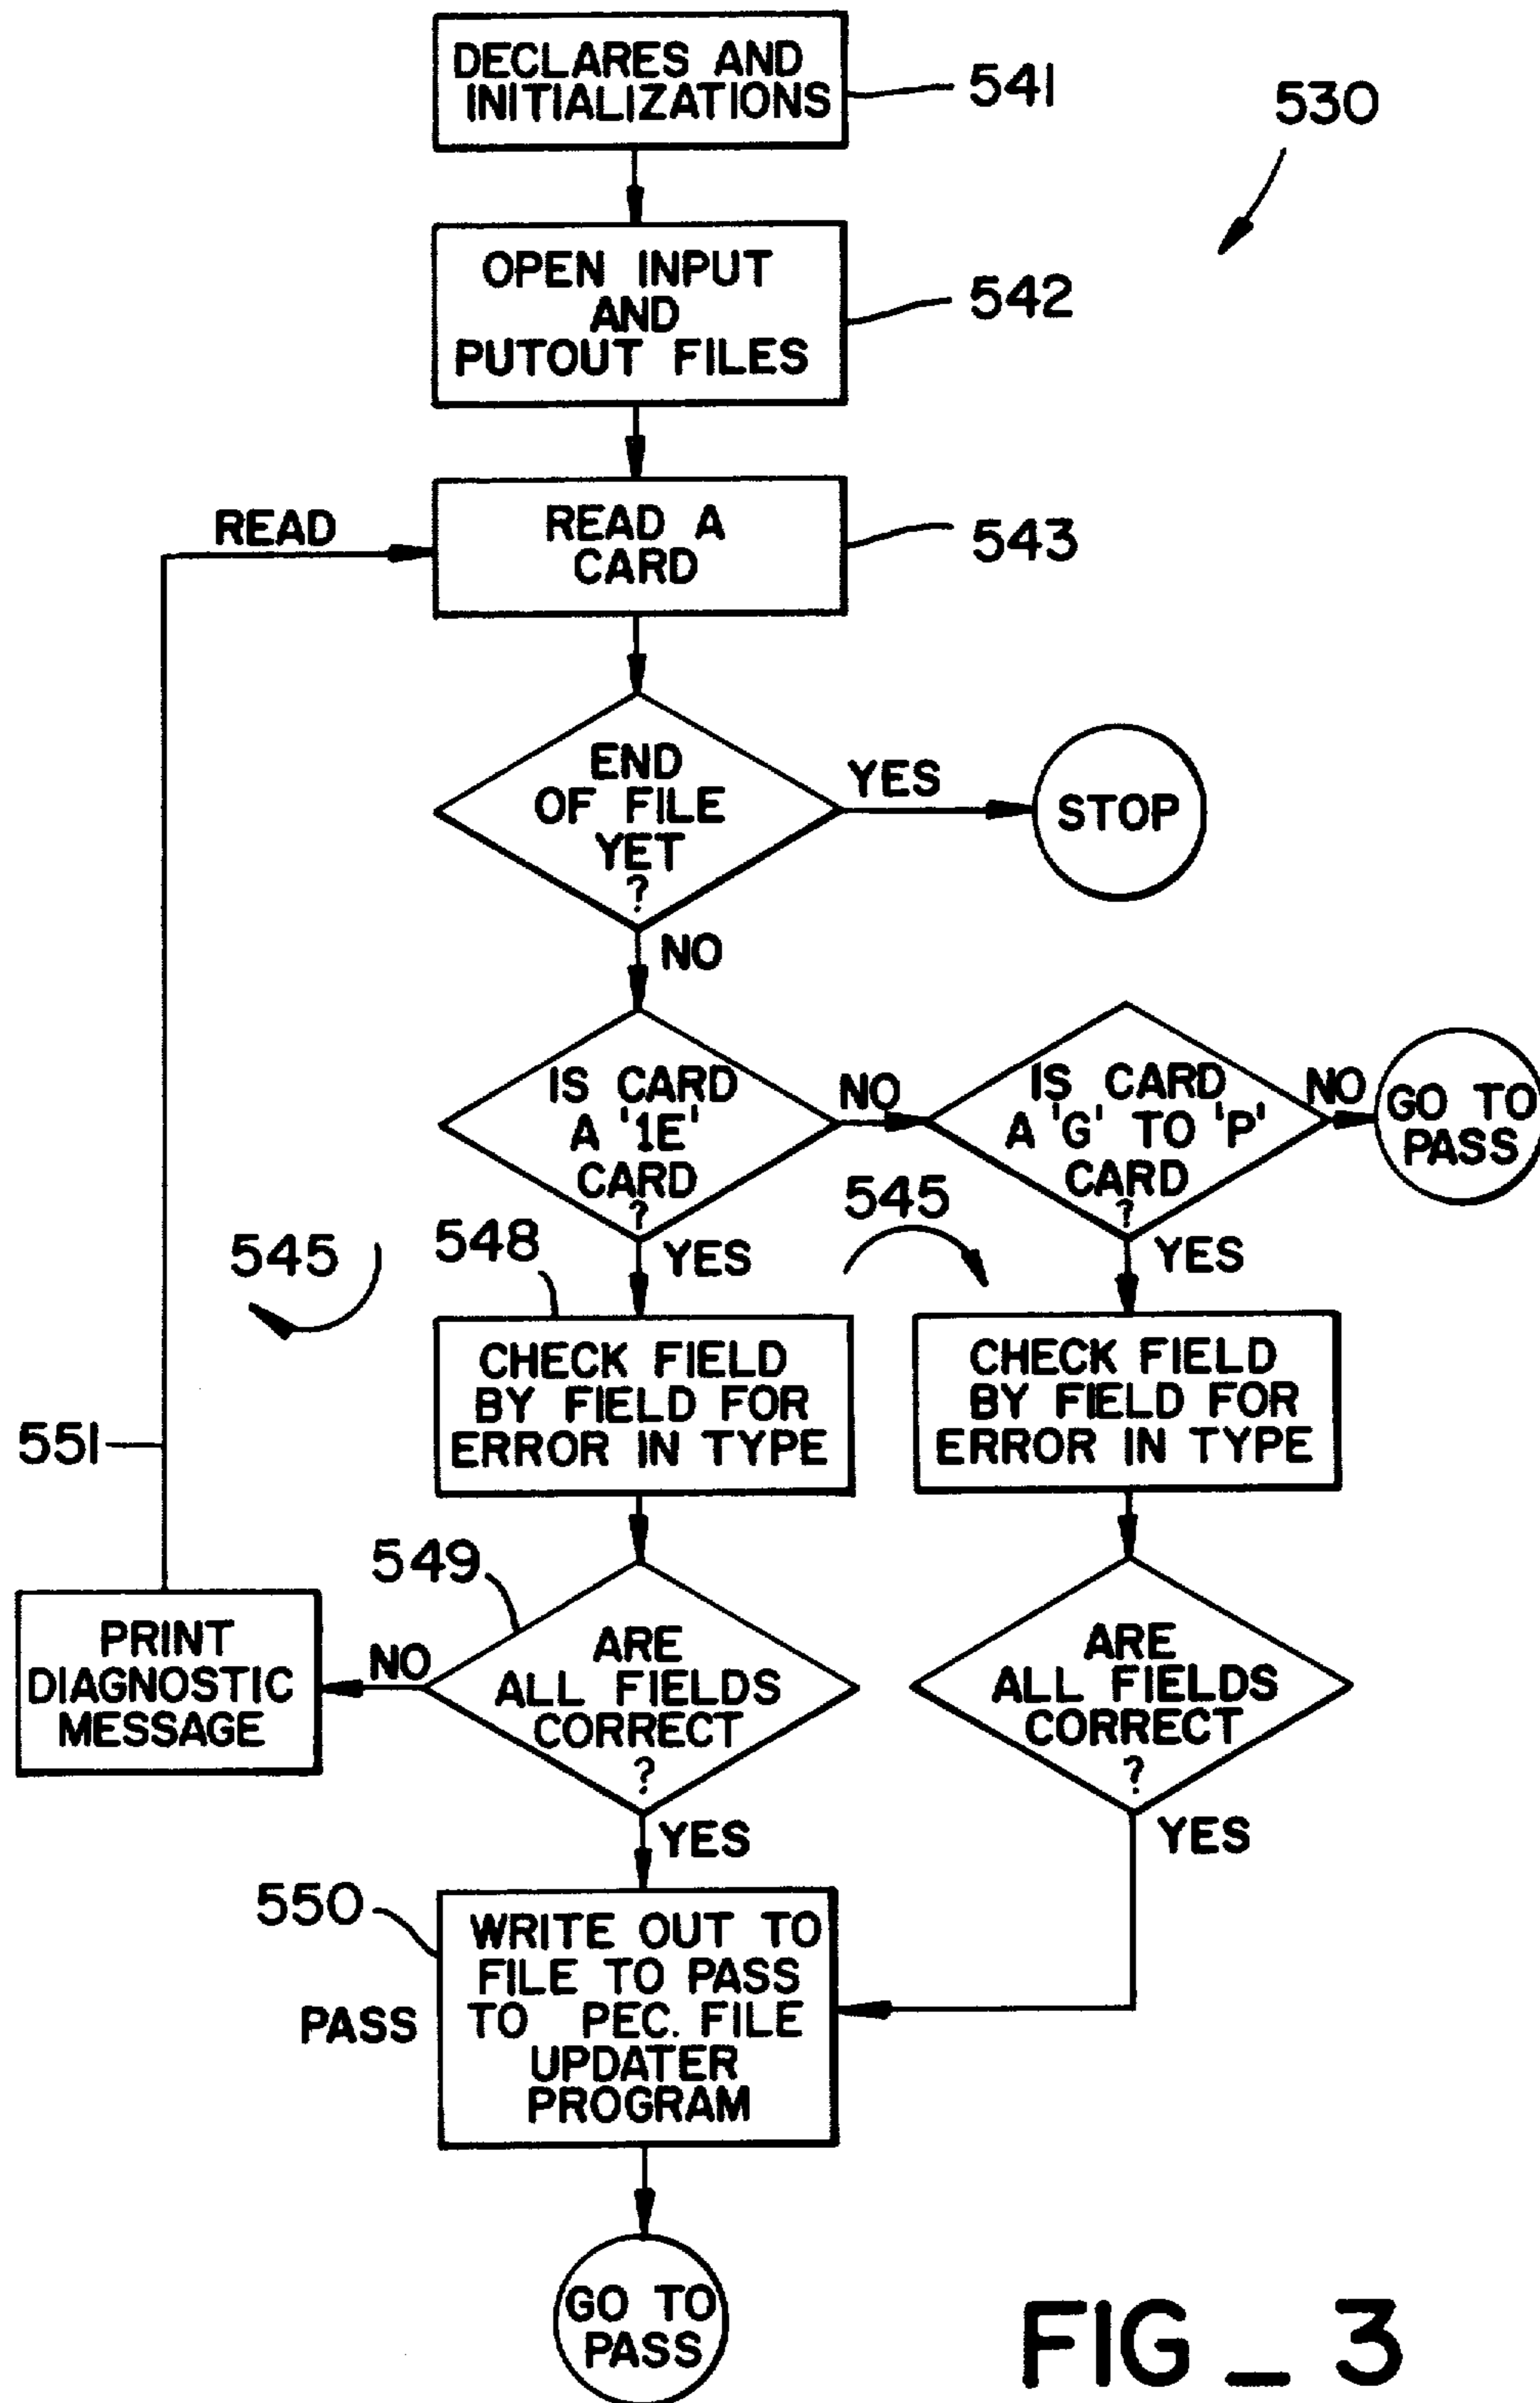 DECLARES AND
INITIALIZATIONS
541
530
OPEN INPUT
AND
PUTOUT FILES
542
READ
READ A
CARD
543
END
OF FILE
YET
?
YES
STOP
NO
IS CARD
A '1E'
CARD
?
NO
IS CARD
A 'G' TO 'P'
CARD
?
NO
GO TO
PASS
545
548
YES
545
YES
CHECK FIELD
BY FIELD FOR
ERROR IN TYPE
CHECK FIELD
BY FIELD FOR
ERROR IN TYPE
551
549
PRINT
DIAGNOSTIC
MESSAGE
NO
ARE
ALL FIELDS
CORRECT
?
ARE
ALL FIELDS
CORRECT
?
YES
YES
550
PASS
WRITE OUT TO
FILE TO PASS
TO PEC. FILE
UPDATER
PROGRAM
GO TO
PASS
FIG_3